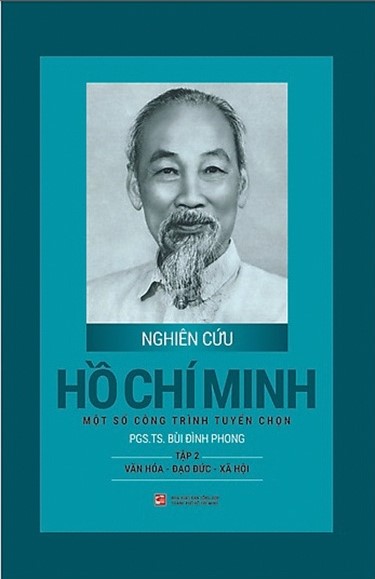 NGHIÊN CỨU
HỒ CHÍ MINH
MỘT SỐ CÔNG TRÌNH TUYỂN CHỌN
PGS.TS. BÙI ĐÌNH PHONG
TẬP 2
VĂN HÓA - ĐẠO ĐỨC - XÃ HỘI